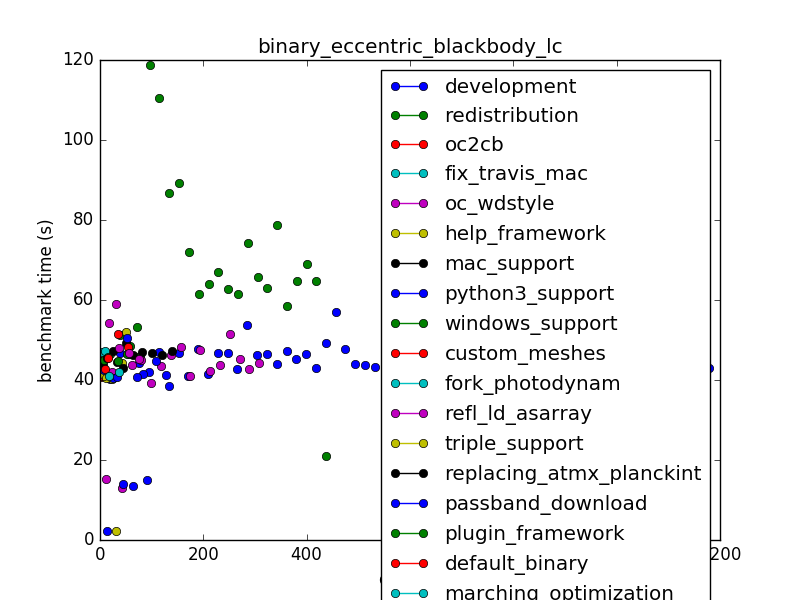 binary_eccentric_blackbody_lc
120
100
80
60
40
20
0
benchmark time (s)
0
200
400
200
development
redistribution
oc2cb
fix_travis_mac
oc_wdstyle
help_framework
mac_support
python3_support
windows_support
custom_meshes
fork_photodynam
refl_ld_asarray
triple_support
replacing_atmx_planckint
passband_download
plugin_framework
default_binary
marching_optimization